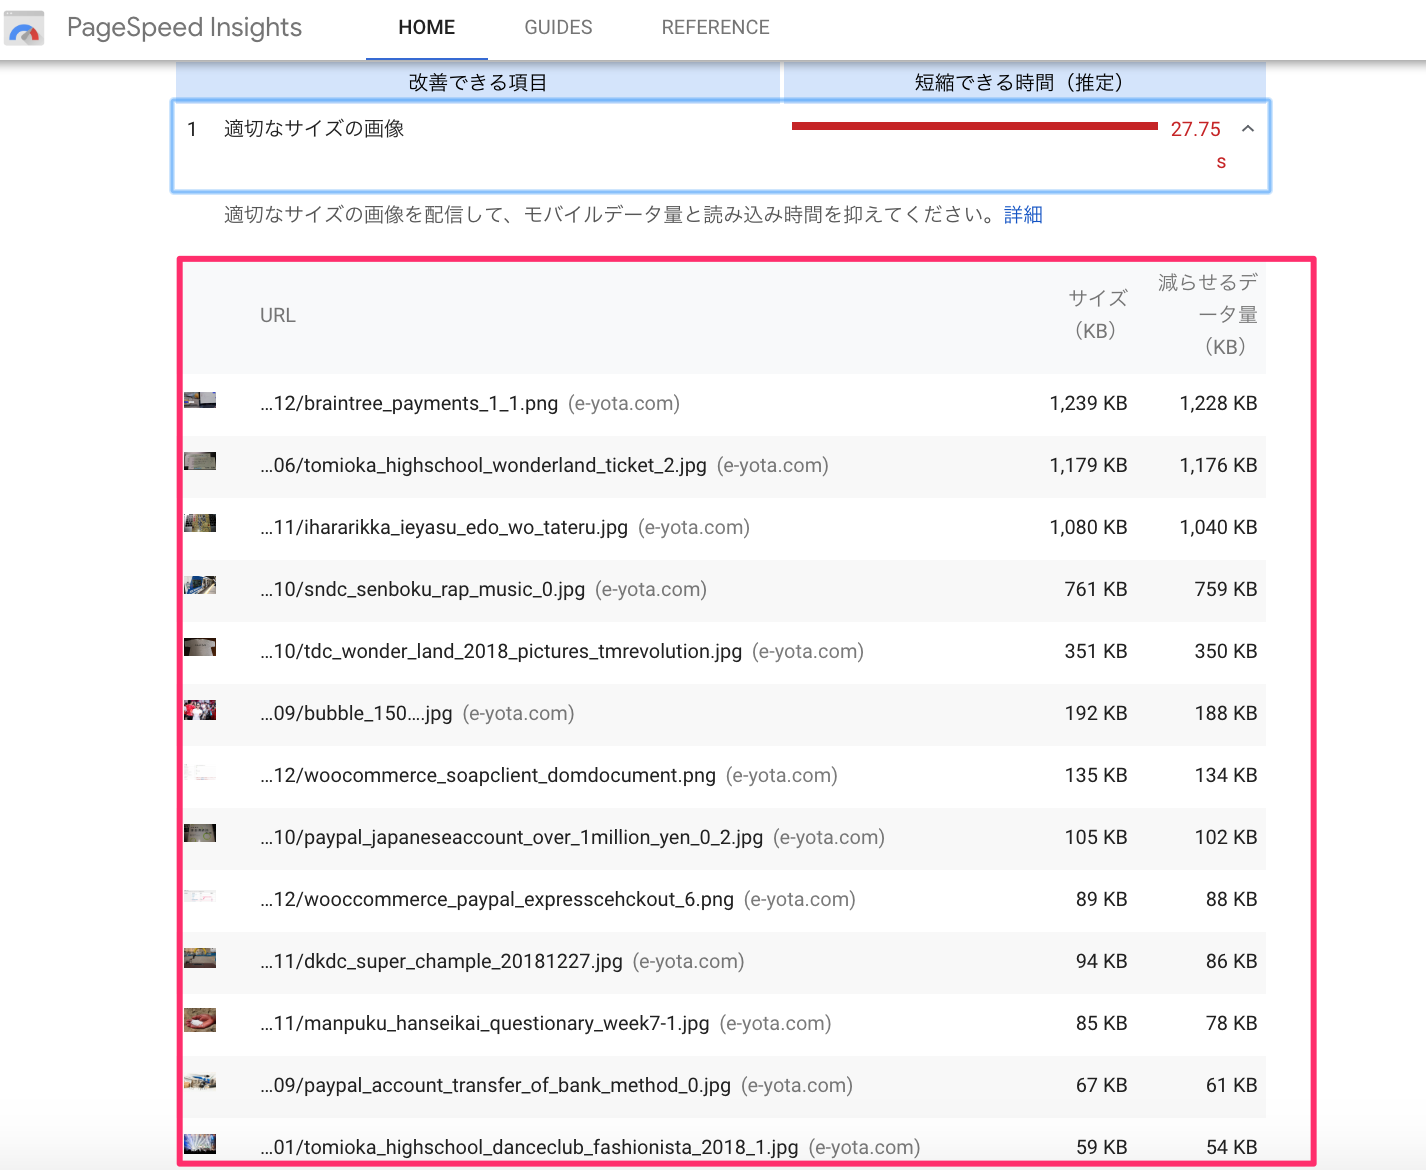 PageSpeed Insights HOME GUIDES REFERENCE
改善できる項目 短縮できる時間（推定）
1 適切なサイズの画像 27.75
s
適切なサイズの画像を配信して、モバイルデータ量と読み込み時間を抑えてください。詳細
URL サイズ（KB） 減らせるデータ量（KB）
…12/braintree_payments_1_1.png (e-yota.com) 1,239 KB 1,228 KB
…06/tomioka_highschool_wonderland_ticket_2.jpg (e-yota.com) 1,179 KB 1,176 KB
…11/ihararikka_ieyasu_edo_wo_tateru.jpg (e-yota.com) 1,080 KB 1,040 KB
…10/sndc_senboku_rap_music_0.jpg (e-yota.com) 761 KB 759 KB
…10/tdc_wonder_land_2018_pictures_tmrevolution.jpg (e-yota.com) 351 KB 350 KB
…09/bubble_150….jpg (e-yota.com) 192 KB 188 KB
…12/woocommerce_soapclient_domdocument.png (e-yota.com) 135 KB 134 KB
…10/paypal_japaneseaccount_over_1million_yen_0_2.jpg (e-yota.com) 105 KB 102 KB
…12/wooccommerce_paypal_expresscehckout_6.png (e-yota.com) 89 KB 88 KB
…11/dkdc_super_chample_20181227.jpg (e-yota.com) 94 KB 86 KB
…11/manpuku_hanseikai_questionary_week7-1.jpg (e-yota.com) 85 KB 78 KB
…09/paypal_account_transfer_of_bank_method_0.jpg (e-yota.com) 67 KB 61 KB
…01/tomioka_highschool_danceclub_fashionista_2018_1.jpg (e-yota.com) 59 KB 54 KB